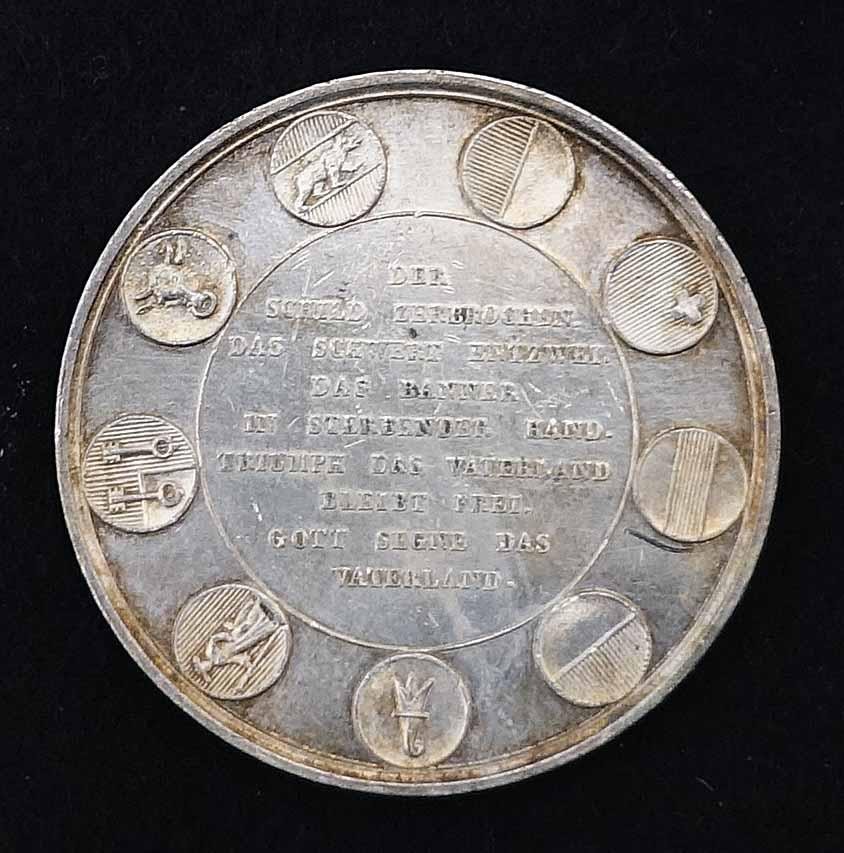 DER
SCHILD ZERBROCHEN.
DAS SCHWERT ENTZWEI.
DAS BANNER
IN STERBENDER HAND.
TRIUMPH DAS VATERLAND
BLEIBT FREI.
GOTT SEGNE DAS
VATERLAND.